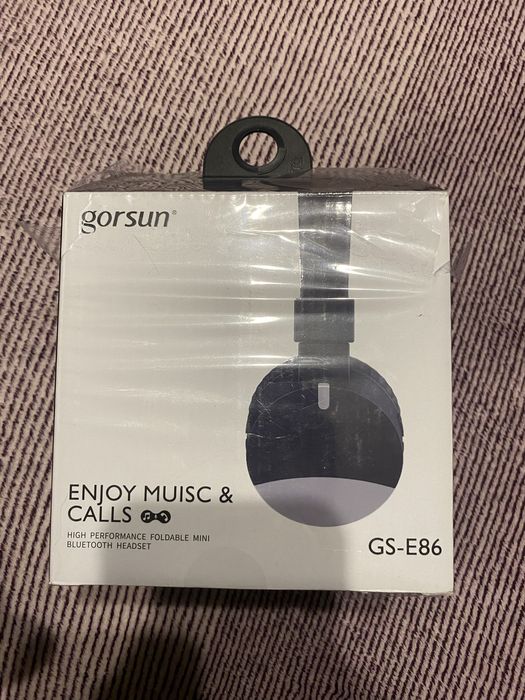 gorsun®
ENJOY MUISC &
CALLS
HIGH PERFORMANCE FOLDABLE MINI
BLUETOOTH HEADSET
GS-E86